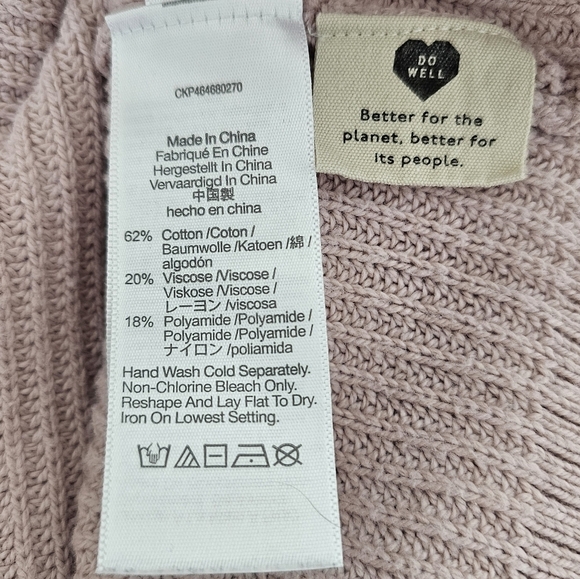 CKP464680270
Made In China
Fabriqué En Chine
Hergestellt In China
Vervaardigd In China
中国製
hecho en china
62% Cotton /Coton /
Baumwolle /Katoen /綿 /
algodón
20% Viscose /Viscose /
Viskose /Viscose /
レーヨン /viscosa
18% Polyamide /Polyamide /
Polyamide /Polyamide /
ナイロン /poliamida
Hand Wash Cold Separately.
Non-Chlorine Bleach Only.
Reshape And Lay Flat To Dry.
Iron On Lowest Setting.
DO
WELL
Better for the
planet, better for
its people.